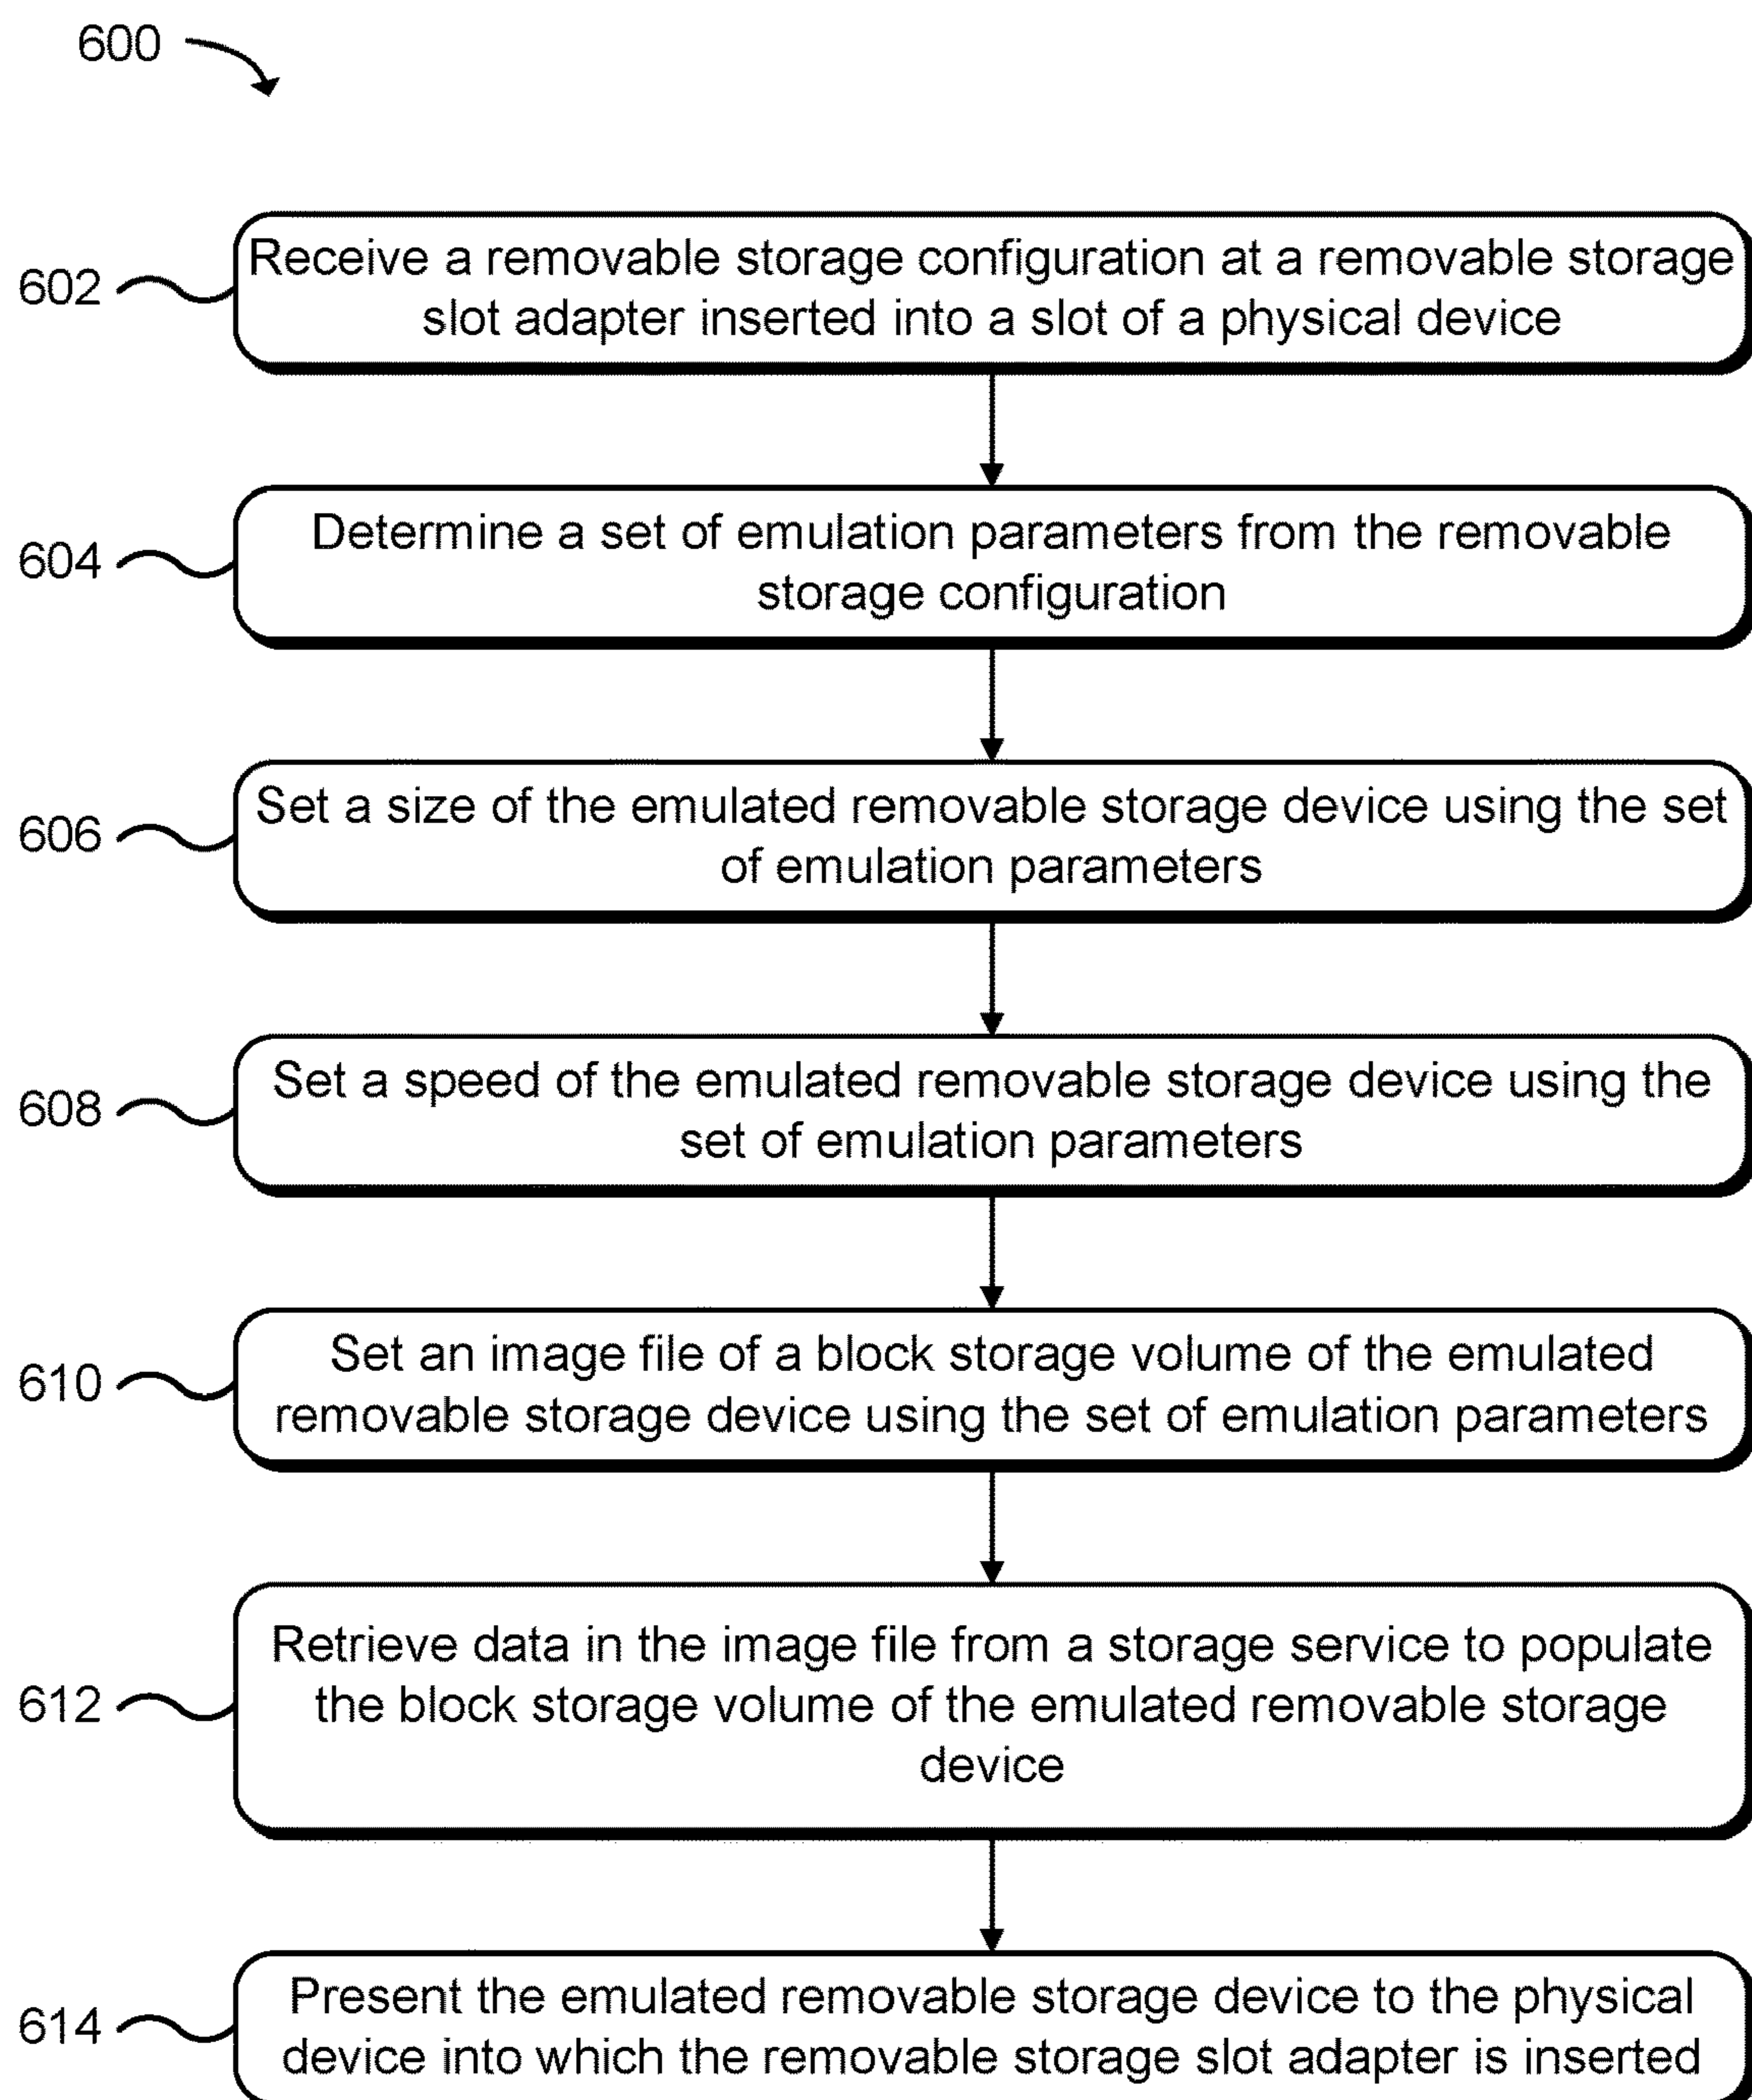 600
602
Receive a removable storage configuration at a removable storage
slot adapter inserted into a slot of a physical device
604
Determine a set of emulation parameters from the removable
storage configuration
606
Set a size of the emulated removable storage device using the set
of emulation parameters
608
Set a speed of the emulated removable storage device using the
set of emulation parameters
610
Set an image file of a block storage volume of the emulated
removable storage device using the set of emulation parameters
612
Retrieve data in the image file from a storage service to populate
the block storage volume of the emulated removable storage
device
614
Present the emulated removable storage device to the physical
device into which the removable storage slot adapter is inserted